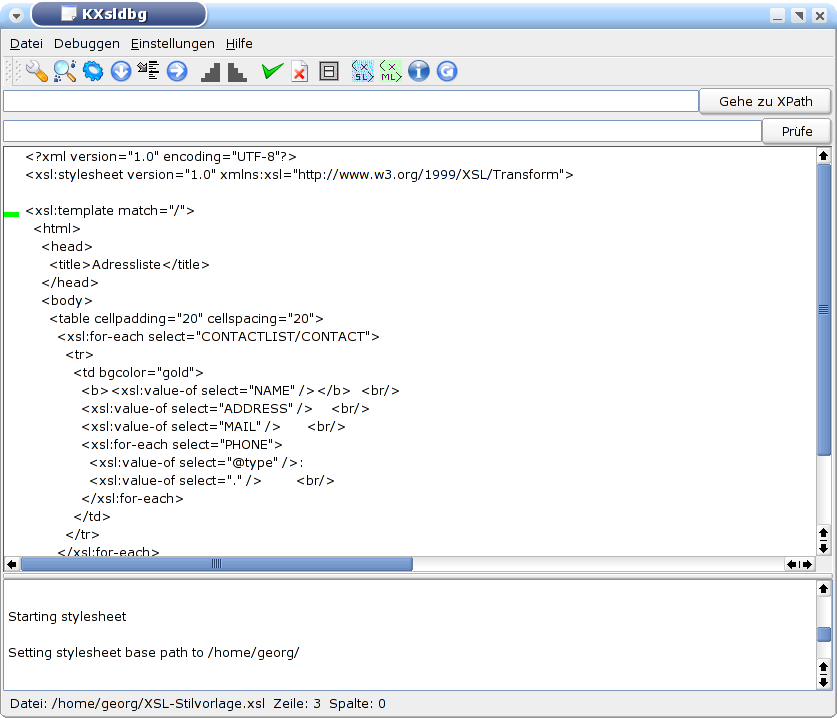 KXsldbg
Datei Debuggen Einstellungen Hilfe
Gehe zu XPath
Prüfe
<?xml version="1.0" encoding="UTF-8"?>
<xsl:stylesheet version="1.0" xmlns:xsl="http://www.w3.org/1999/XSL/Transform">
<xsl:template match="/">
<html>
<head>
<title>Adressliste</title>
</head>
<body>
<table cellpadding="20" cellspacing="20">
<xsl:for-each select="CONTACTLIST/CONTACT">
<tr>
<td bgcolor="gold">
<b><xsl:value-of select="NAME" /></b> <br/>
<xsl:value-of select="ADDRESS" /> <br/>
<xsl:value-of select="MAIL" /> <br/>
<xsl:for-each select="PHONE">
<xsl:value-of select="@type" />:
<xsl:value-of select="." /> <br/>
</xsl:for-each>
</td>
</tr>
</xsl:for-each>
Starting stylesheet
Setting stylesheet base path to /home/georg/
Datei: /home/georg/XSL-Stilvorlage.xsl Zeile: 3 Spalte: 0